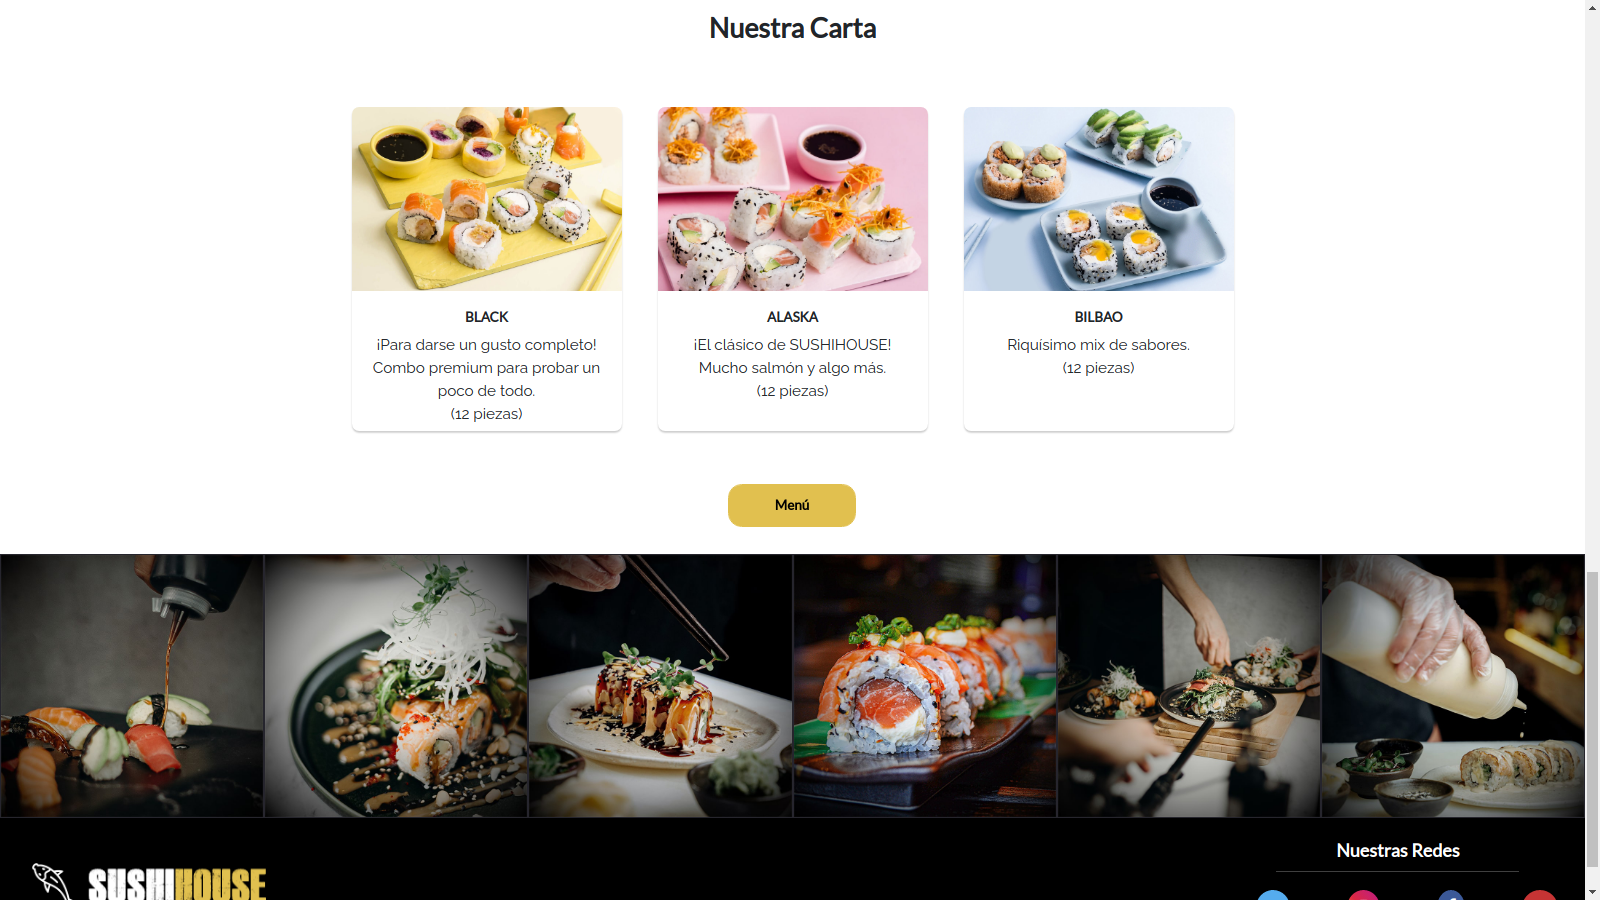 Nuestra Carta
BLACK
¡Para darse un gusto completo!
Combo premium para probar un
poco de todo.
(12 piezas)
ALASKA
¡El clásico de SUSHIHOUSE!
Mucho salmón y algo más.
(12 piezas)
BILBAO
Riquísimo mix de sabores.
(12 piezas)
Menú
SUSHIHOUSE
Nuestras Redes